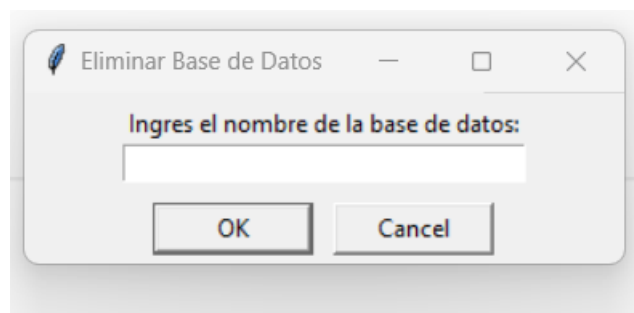 Eliminar Base de Datos
Ingres el nombre de la base de datos:
OK Cancel